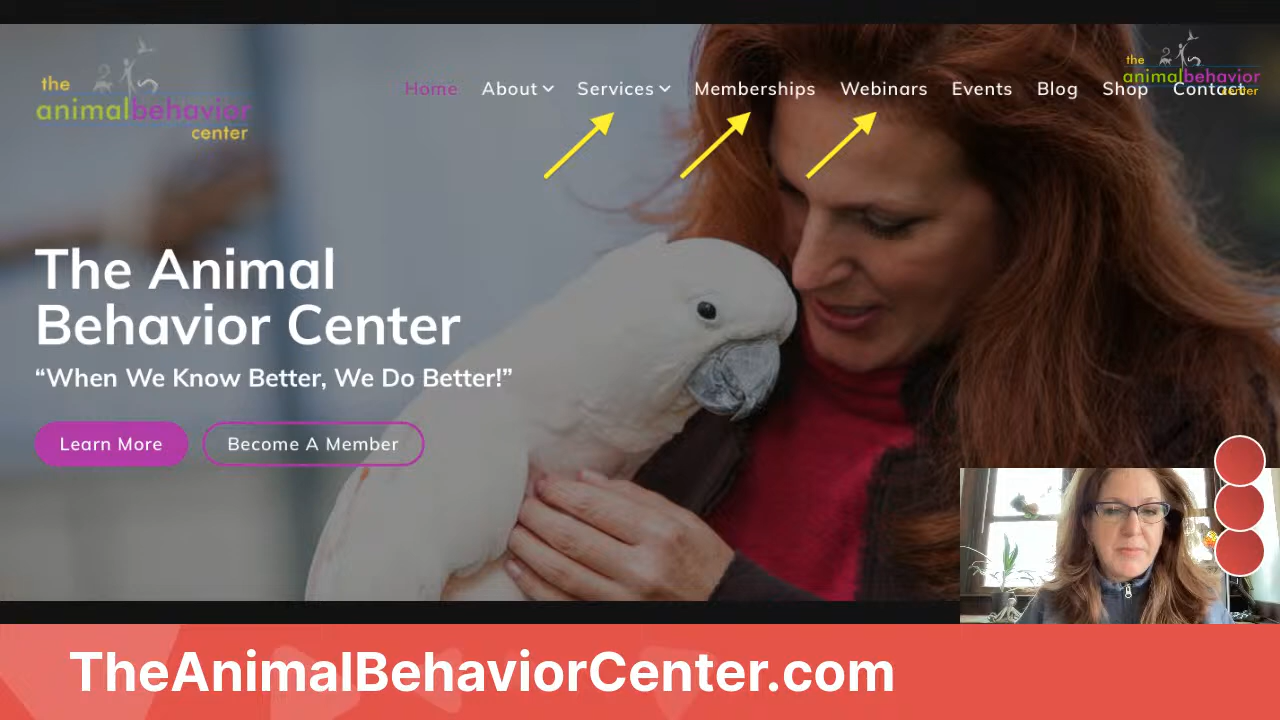 the
animalbehavior
center
Home About Services Memberships Webinars Events Blog Shop Contact
the
animalbehavior
center
The Animal
Behavior Center
“When We Know Better, We Do Better!”
Learn More Become A Member
TheAnimalBehaviorCenter.com